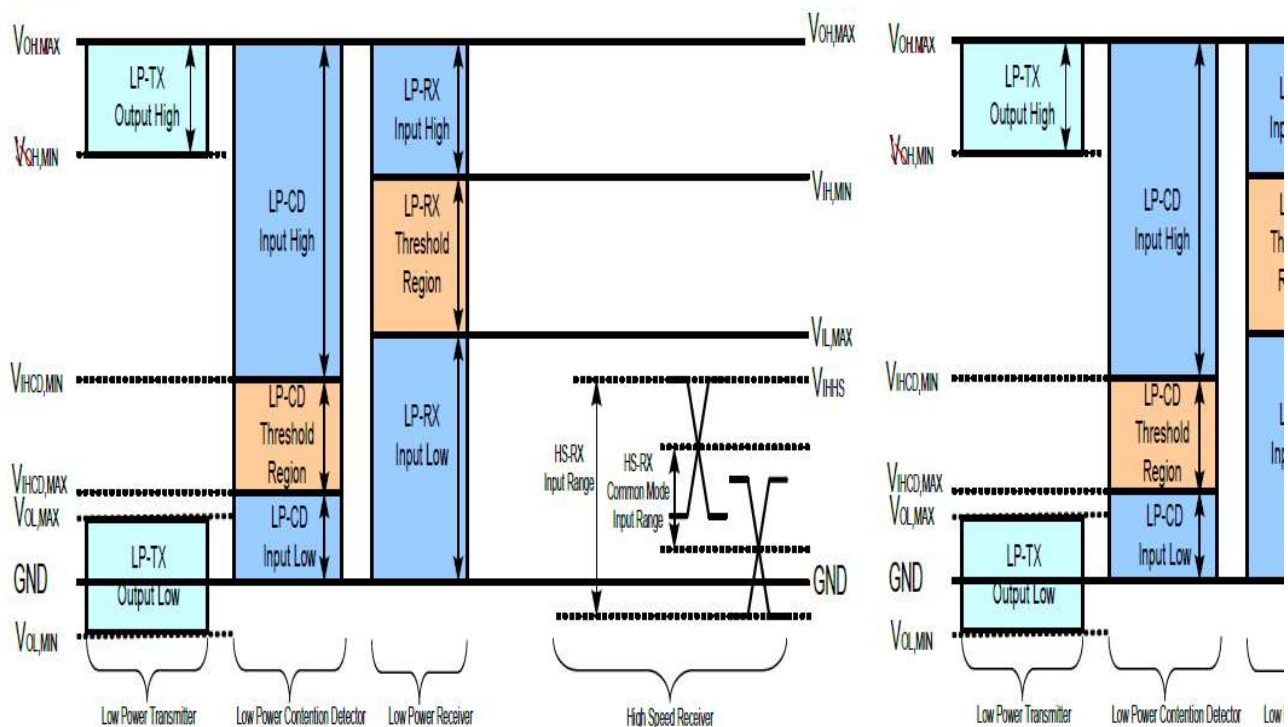 VOH,MAX
LP-TX
Output High
VOH,MIN
LP-CD
Input High
LP-RX
Input High
LP-RX
Threshold
Region
VOH,MAX
VIH,MIN
VIL,MAX
VIHHS
VIHCD,MIN
LP-CD
Threshold
Region
LP-RX
Input Low
HS-RX
Input Range
HS-RX
Common Mode
Input Range
VIHCD,MAX
VOL,MAX
LP-CD
Input Low
LP-TX
Output Low
GND
GND
VOL,MIN
Low Power Transmitter
Low Power Contention Detector
Low Power Receiver
High Speed Receiver
VOH,MAX
LP-TX
Output High
VOH,MIN
LP-CD
Input High
VIHCD,MIN
LP-CD
Threshold
Region
VIHCD,MAX
VOL,MAX
LP-CD
Input Low
LP-TX
Output Low
GND
VOL,MIN
Low Power Transmitter
Low Power Contention Detector
Low